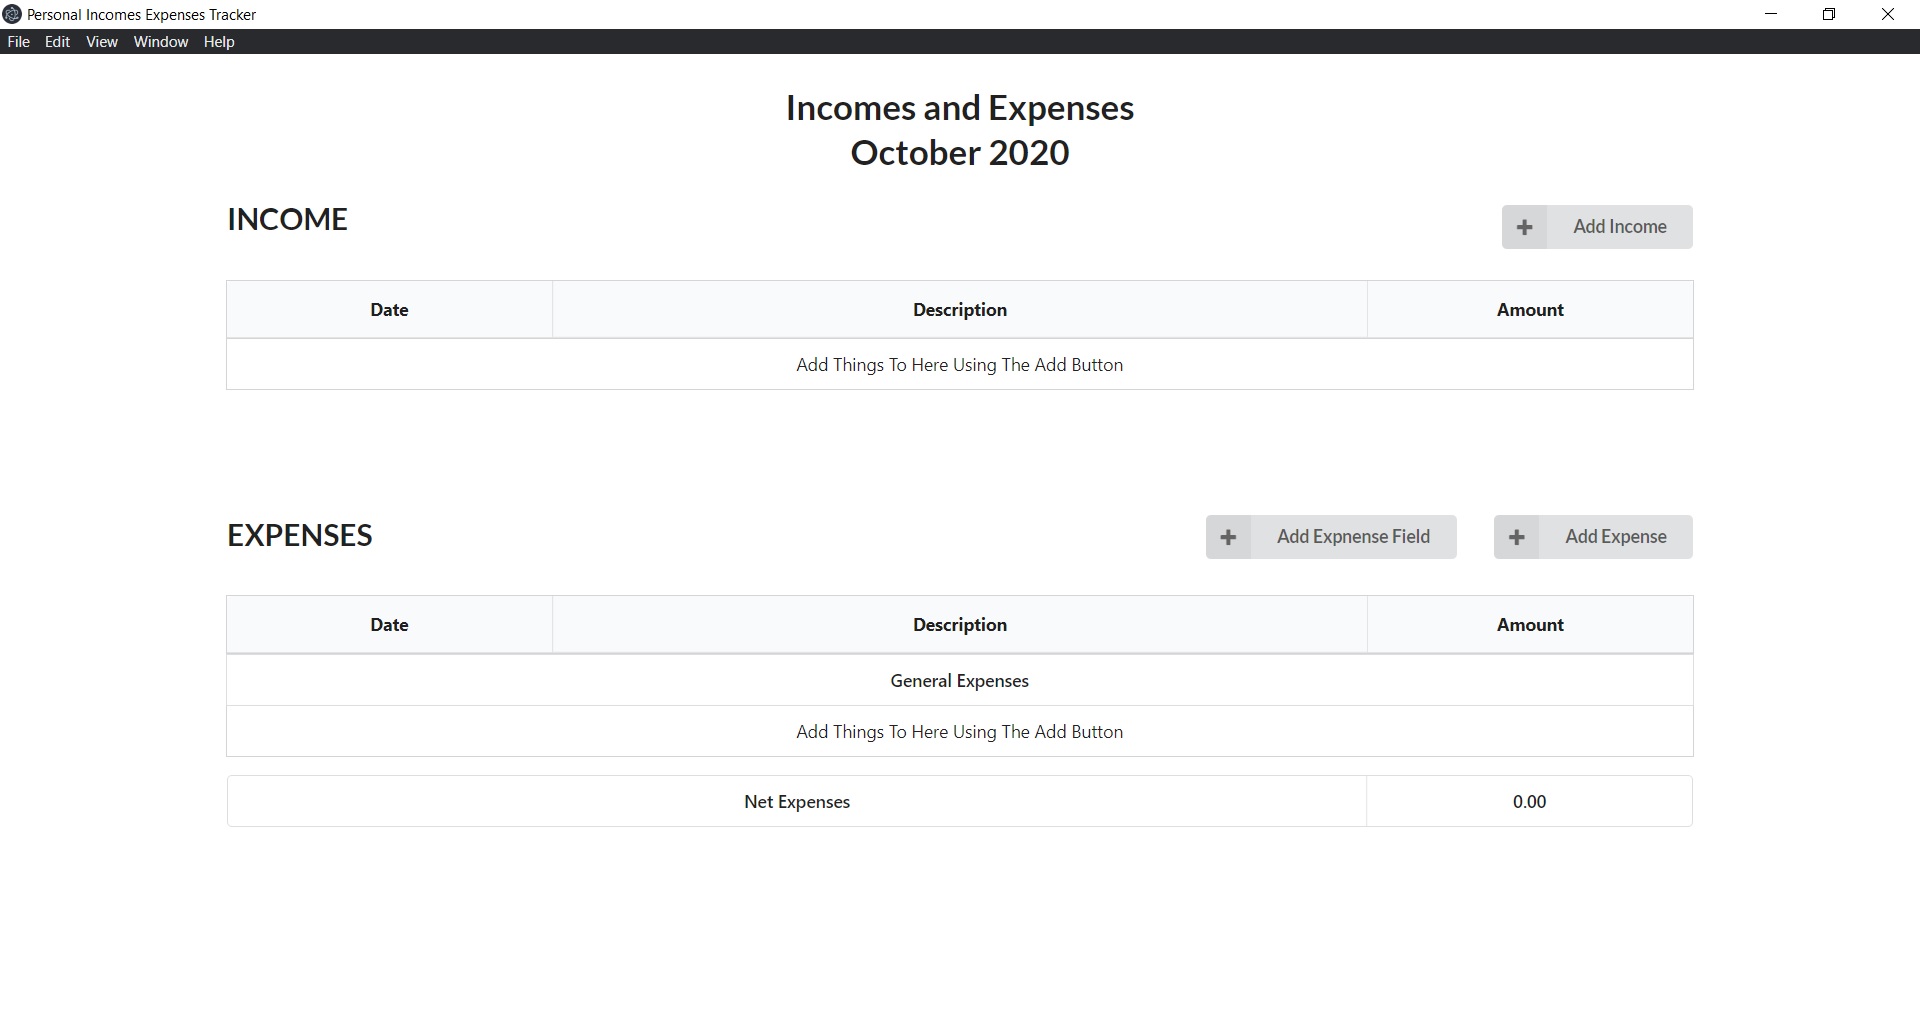 Personal Incomes Expenses Tracker
File Edit View Window Help
Incomes and Expenses
October 2020
INCOME
Add Income
Date Description Amount
Add Things To Here Using The Add Button
EXPENSES
Add Expnense Field Add Expense
Date Description Amount
General Expenses
Add Things To Here Using The Add Button
Net Expenses 0.00